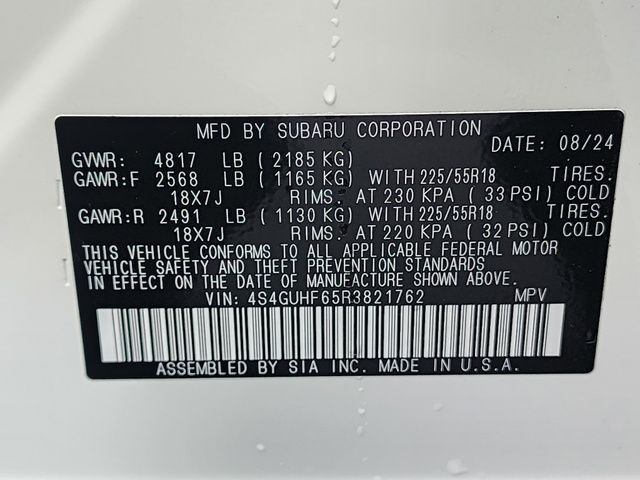 MFD BY SUBARU CORPORATION
DATE: 08/24
GVWR: 4817 LB ( 2185 KG)
GAWR:F 2568 LB ( 1165 KG) WITH 225/55R18 TIRES.
18X7J RIMS. AT 230 KPA ( 33 PSI) COLD
GAWR:R 2491 LB ( 1130 KG) WITH 225/55R18 TIRES.
18X7J RIMS. AT 220 KPA ( 32 PSI) COLD
THIS VEHICLE CONFORMS TO ALL APPLICABLE FEDERAL MOTOR
VEHICLE SAFETY AND THEFT PREVENTION STANDARDS
IN EFFECT ON THE DATE OF MANUFACTURE SHOWN ABOVE.
VIN: 4S4GUHF65R3821762 MPV
ASSEMBLED BY SIA INC. MADE IN U.S.A.